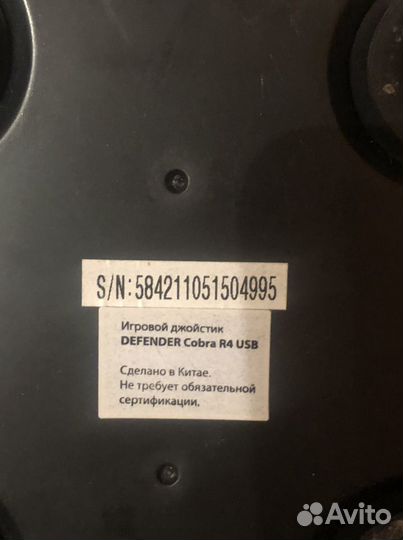 S/N:584211051504995
Игровой джойстик
DEFENDER Cobra R4 USB
Сделано в Китае.
Не требует обязательной
сертификации.
Avito